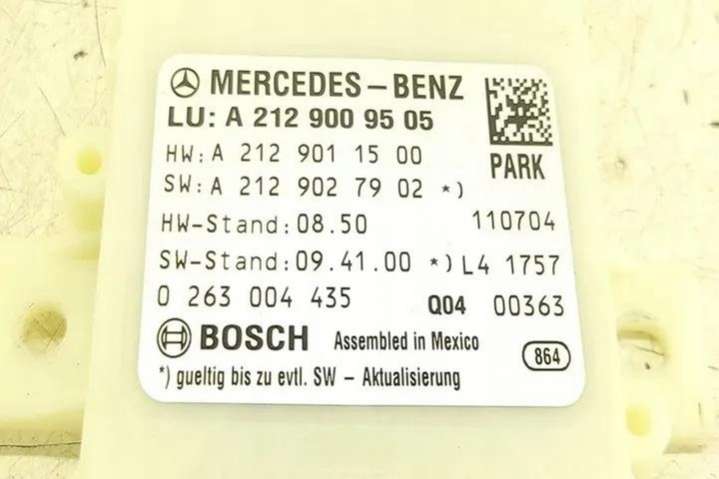 MERCEDES-BENZ
LU: A 212 900 95 05
HW: A 212 901 15 00 PARK
SW: A 212 902 79 02 *)
HW-Stand: 08.50 110704
SW-Stand: 09.41.00 *) L4 1757
0 263 004 435 Q04 00363
BOSCH Assembled in Mexico 864
*) gueltig bis zu evtl. SW - Aktualisierung